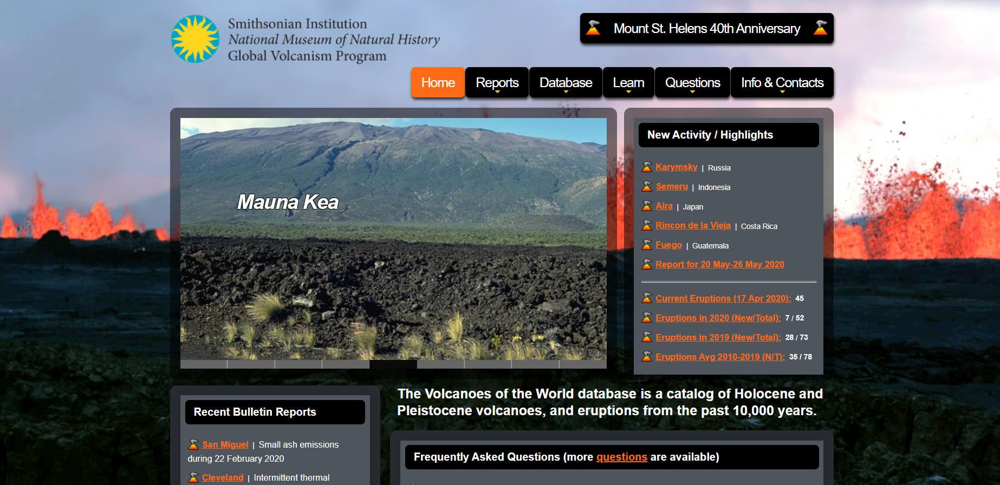 Smithsonian Institution
National Museum of Natural History
Global Volcanism Program
Mount St. Helens 40th Anniversary
Home
Reports
Database
Learn
Questions
Info & Contacts
Mauna Kea
New Activity / Highlights
Karymsky | Russia
Semeru | Indonesia
Aira | Japan
Rincon de la Vieja | Costa Rica
Fuego | Guatemala
Report for 20 May-26 May 2020
Current Eruptions (17 Apr 2020): 45
Eruptions in 2020 (New/Total): 7 / 52
Eruptions in 2019 (New/Total): 28 / 73
Eruptions Avg 2010-2019 (N/T): 35 / 78
Recent Bulletin Reports
San Miguel | Small ash emissions
during 22 February 2020
Cleveland | Intermittent thermal
The Volcanoes of the World database is a catalog of Holocene and
Pleistocene volcanoes, and eruptions from the past 10,000 years.
Frequently Asked Questions (more questions are available)